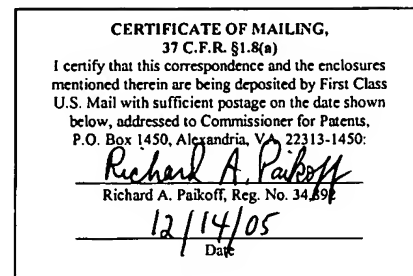 CERTIFICATE OF MAILING,
37 C.F.R. §1.8(a)
I certify that this correspondence and the enclosures
mentioned therein are being deposited by First Class
U.S. Mail with sufficient postage on the date shown
below, addressed to Commissioner for Patents,
P.O. Box 1450, Alexandria, VA, 22313-1450:
Richard A. Paikoff
Richard A. Paikoff, Reg. No. 34,892
12/14/05
Date